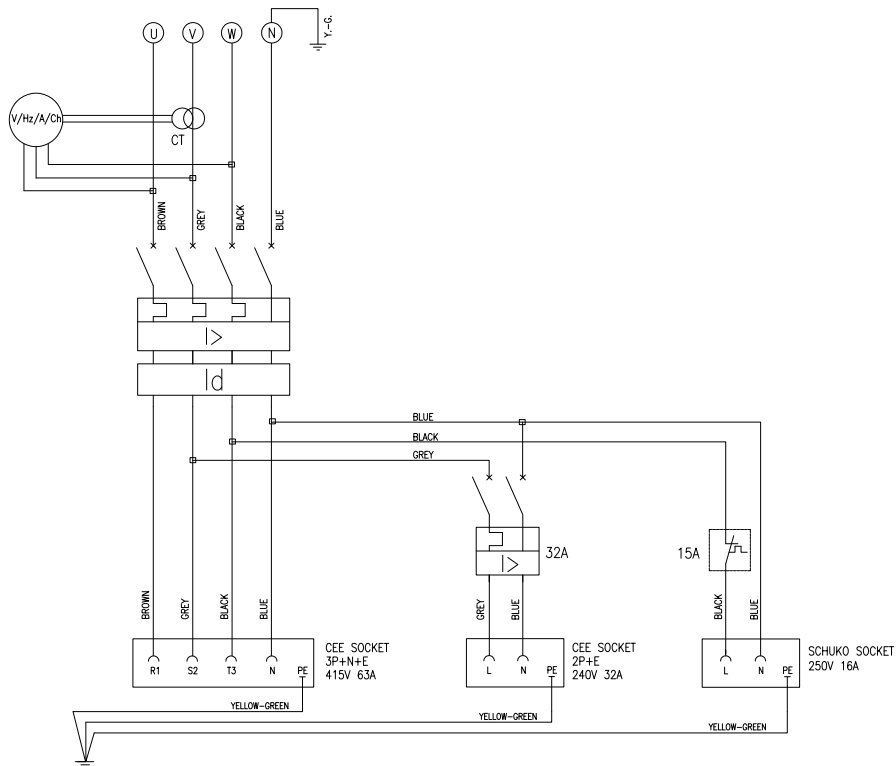 U V W N
Y.-G.
V/Hz/A/Ch
CT
BROWN
GREY
BLACK
BLUE
I>
Id
BLUE
BLACK
GREY
I>
32A
15A
BROWN
GREY
BLACK
BLUE
GREY
BLUE
BLACK
BLUE
R1 S2 T3 N PE
CEE SOCKET
3P+N+E
415V 63A
L N PE
CEE SOCKET
2P+E
240V 32A
L N PE
SCHUKO SOCKET
250V 16A
YELLOW-GREEN
YELLOW-GREEN
YELLOW-GREEN